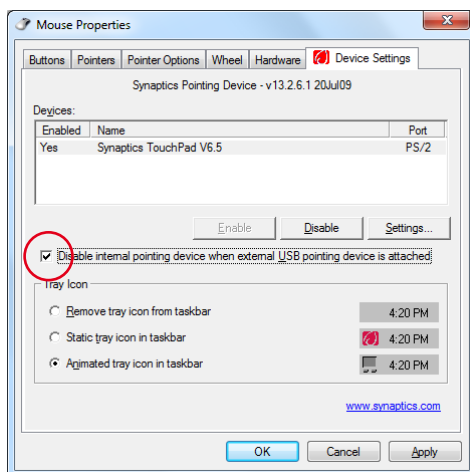 Mouse Properties
Buttons Pointers Pointer Options Wheel Hardware Device Settings
Synaptics Pointing Device - v13.2.6.1 20Jul09
Devices:
Enabled Name Port
Yes Synaptics TouchPad V6.5 PS/2
Enable Disable Settings...
Disable internal pointing device when external USB pointing device is attached
Tray Icon
Remove tray icon from taskbar 4:20 PM
Static tray icon in taskbar 4:20 PM
Animated tray icon in taskbar 4:20 PM
www.synaptics.com
OK Cancel Apply